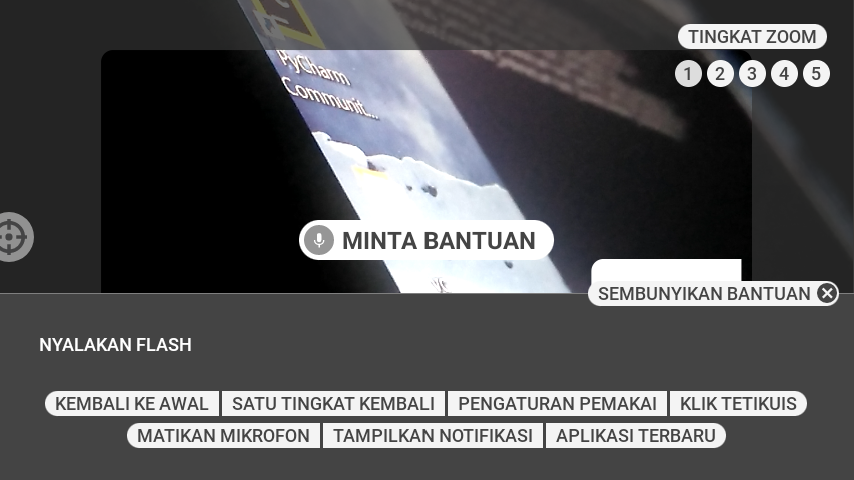 TINGKAT ZOOM
1 2 3 4 5
PyCharm
Communit...
MINTA BANTUAN
SEMBUNYIKAN BANTUAN
NYALAKAN FLASH
KEMBALI KE AWAL SATU TINGKAT KEMBALI PENGATURAN PEMAKAI KLIK TETIKUIS
MATIKAN MIKROFON TAMPILKAN NOTIFIKASI APLIKASI TERBARU